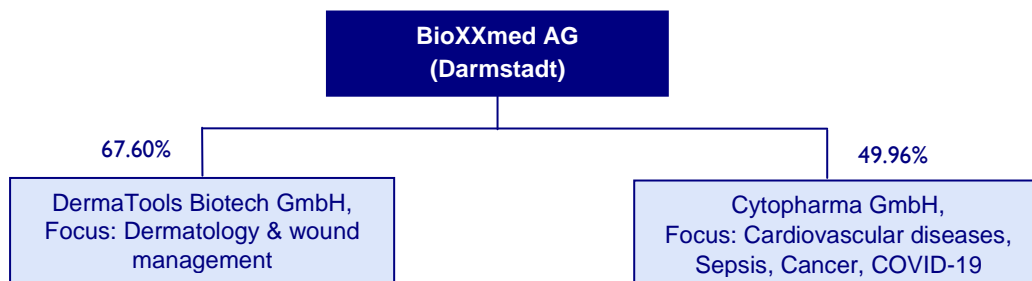 BioXXmed AG
(Darmstadt)
67.60%
49.96%
DermaTools Biotech GmbH,
Focus: Dermatology & wound
management
Cytopharma GmbH,
Focus: Cardiovascular diseases,
Sepsis, Cancer, COVID-19